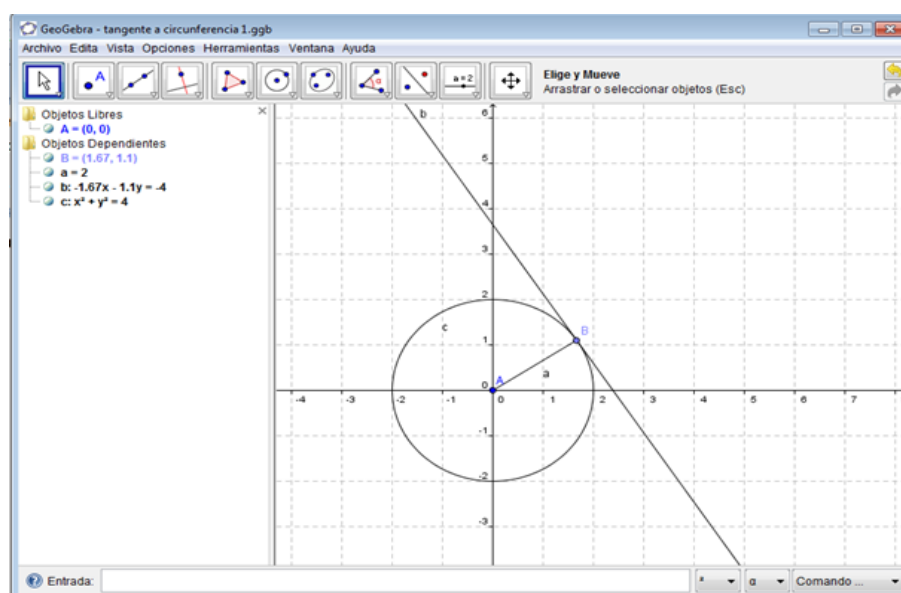 GeoGebra - tangente a circunferencia 1.ggb
Archivo Edita Vista Opciones Herramientas Ventana Ayuda
A
α
a = 2
Elige y Mueve
Arrastrar o seleccionar objetos (Esc)
Objetos Libres
A = (0, 0)
Objetos Dependientes
B = (1.67, 1.1)
a = 2
b: -1.67x - 1.1y = -4
c: x² + y² = 4
b
6
5
4
3
2
c
1
B
A
a
0
-4 -3 -2 -1 0 1 2 3 4 5 6 7
-1
-2
-3
Entrada:
² α Comando ...